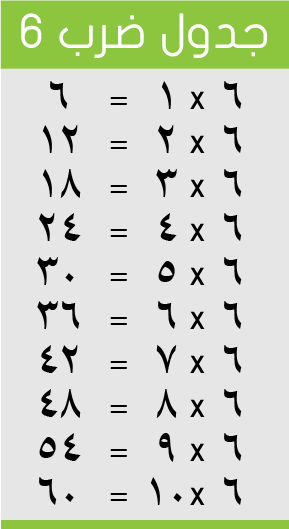 جدول ضرب 6
٦ x ١ = ٦
٦ x ٢ = ١٢
٦ x ٣ = ١٨
٦ x ٤ = ٢٤
٦ x ٥ = ٣٠
٦ x ٦ = ٣٦
٦ x ٧ = ٤٢
٦ x ٨ = ٤٨
٦ x ٩ = ٥٤
٦ x ١٠ = ٦٠